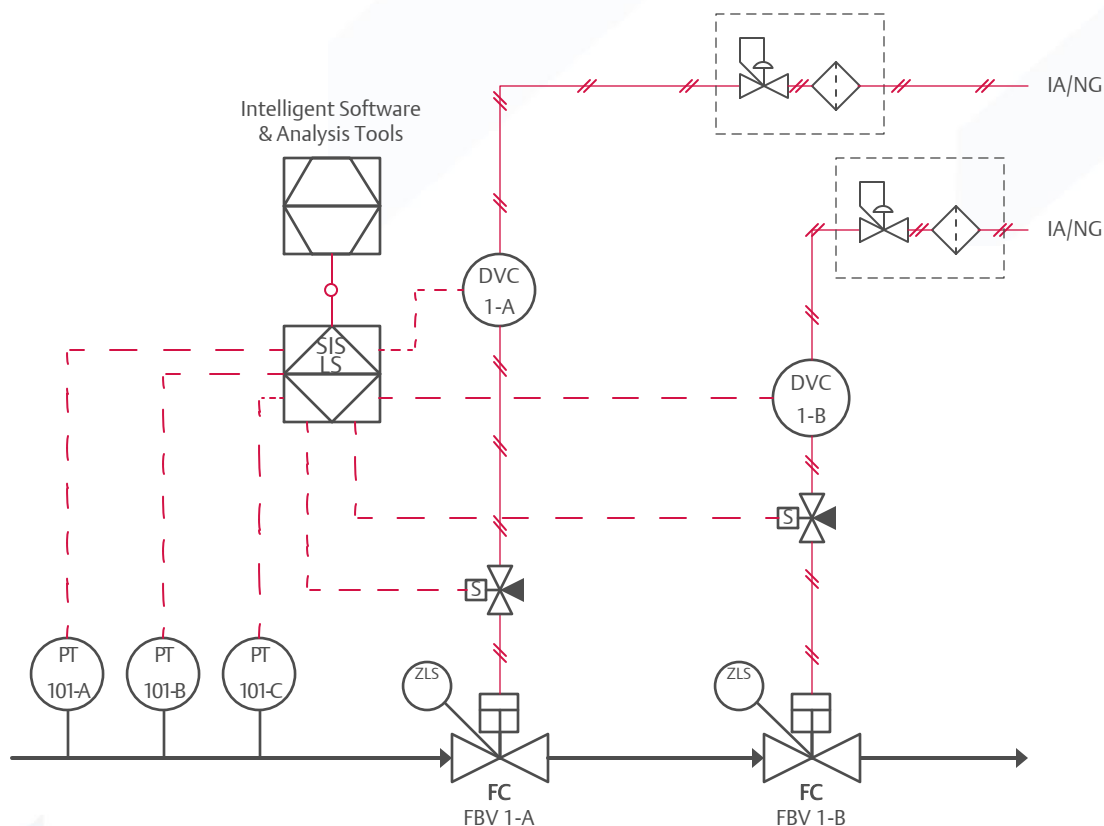 IA/NG
Intelligent Software
& Analysis Tools
IA/NG
DVC
1-A
SIS
LS
DVC
1-B
S
S
PT
101-A
PT
101-B
PT
101-C
ZLS
ZLS
FC
FBV 1-A
FC
FBV 1-B